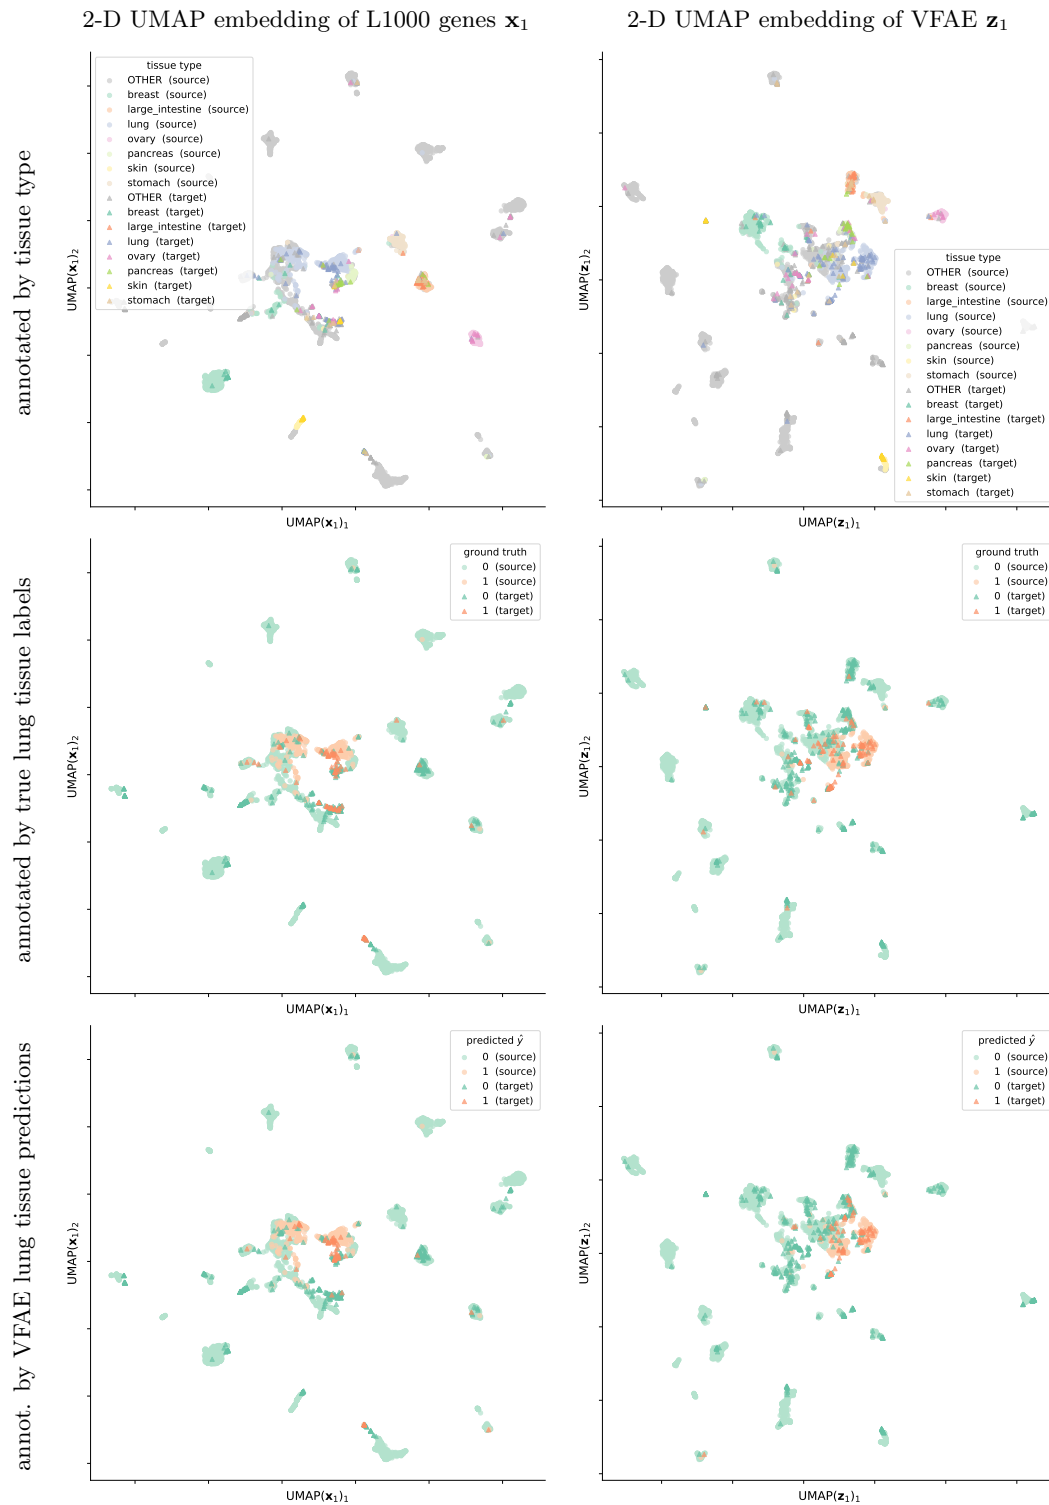 2-D UMAP embedding of L1000 genes x₁
2-D UMAP embedding of VFAE z₁
annotated by tissue type
UMAP(x₁)₂
tissue type
OTHER (source)
breast (source)
large_intestine (source)
lung (source)
ovary (source)
pancreas (source)
skin (source)
stomach (source)
OTHER (target)
breast (target)
large_intestine (target)
lung (target)
ovary (target)
pancreas (target)
skin (target)
stomach (target)
UMAP(x₁)₁
UMAP(z₁)₂
tissue type
OTHER (source)
breast (source)
large_intestine (source)
lung (source)
ovary (source)
pancreas (source)
skin (source)
stomach (source)
OTHER (target)
breast (target)
large_intestine (target)
lung (target)
ovary (target)
pancreas (target)
skin (target)
stomach (target)
UMAP(z₁)₁
annotated by true lung tissue labels
UMAP(x₁)₂
ground truth
0 (source)
1 (source)
0 (target)
1 (target)
UMAP(x₁)₁
UMAP(z₁)₂
ground truth
0 (source)
1 (source)
0 (target)
1 (target)
UMAP(z₁)₁
annot. by VFAE lung tissue predictions
UMAP(x₁)₂
predicted ŷ
0 (source)
1 (source)
0 (target)
1 (target)
UMAP(x₁)₁
UMAP(z₁)₂
predicted ŷ
0 (source)
1 (source)
0 (target)
1 (target)
UMAP(z₁)₁